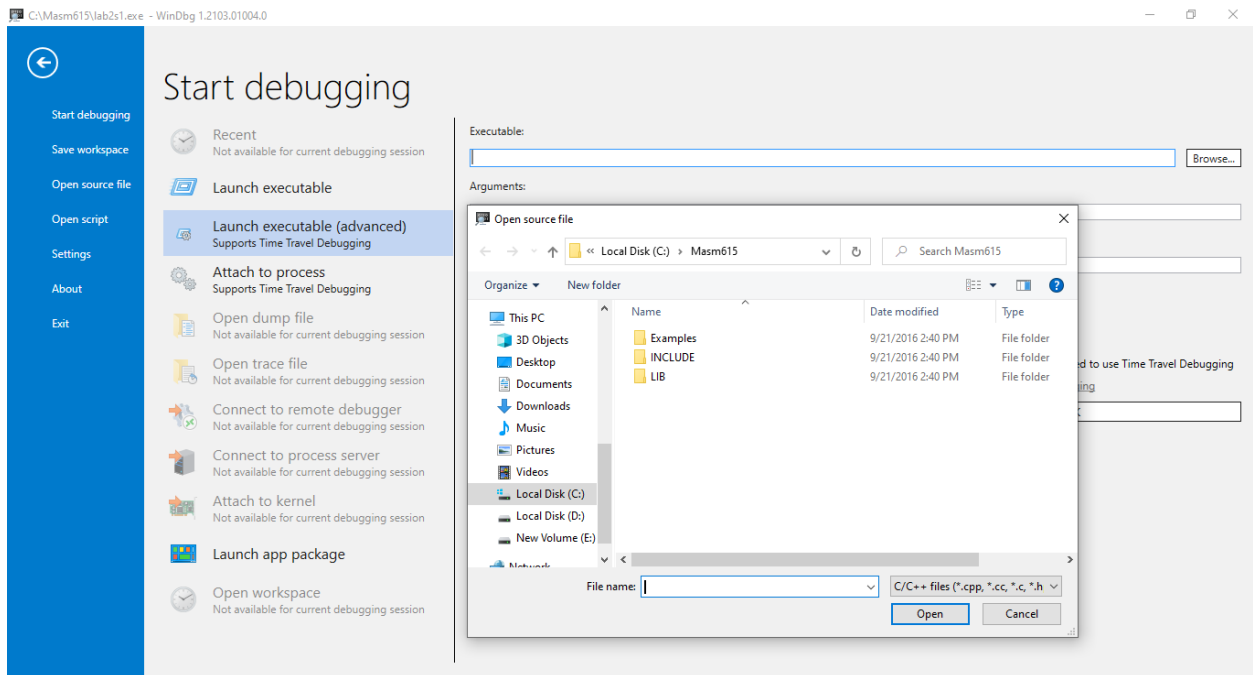 C:\Masm615\lab2s1.exe - WinDbg 1.2103.01004.0
Start debugging
Save workspace
Open source file
Open script
Settings
About
Exit
Start debugging
Recent
Not available for current debugging session
Launch executable
Launch executable (advanced)
Supports Time Travel Debugging
Attach to process
Supports Time Travel Debugging
Open dump file
Not available for current debugging session
Open trace file
Not available for current debugging session
Connect to remote debugger
Not available for current debugging session
Connect to process server
Not available for current debugging session
Attach to kernel
Not available for current debugging session
Launch app package
Open workspace
Not available for current debugging session
Executable:
Browse...
Arguments:
Open source file
« Local Disk (C:) › Masm615
Search Masm615
Organize
New folder
This PC
3D Objects
Desktop
Documents
Downloads
Music
Pictures
Videos
Local Disk (C:)
Local Disk (D:)
New Volume (E:)
Network
Name Date modified Type
Examples 9/21/2016 2:40 PM File folder
INCLUDE 9/21/2016 2:40 PM File folder
LIB 9/21/2016 2:40 PM File folder
File name:
C/C++ files (*.cpp, *.cc, *.c, *.h
Open
Cancel
to use Time Travel Debugging